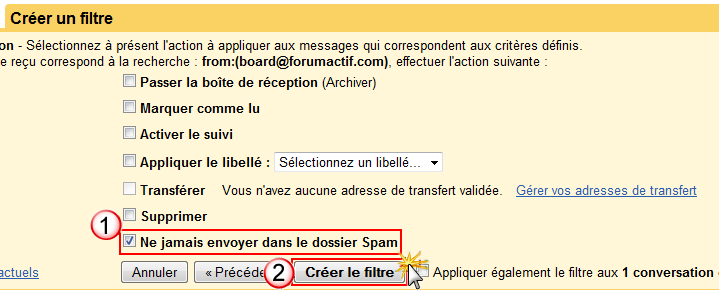 Créer un filtre
on - Sélectionnez à présent l'action à appliquer aux messages qui correspondent aux critères définis.
e reçu correspond à la recherche : from:(board@forumactif.com), effectuer l'action suivante :
Passer la boîte de réception (Archiver)
Marquer comme lu
Activer le suivi
Appliquer le libellé : Sélectionnez un libellé...
Transférer Vous n'avez aucune adresse de transfert validée. Gérer vos adresses de transfert
Supprimer
1
Ne jamais envoyer dans le dossier Spam
actuels Annuler « Précéde 2 Créer le filtre Appliquer également le filtre aux 1 conversation